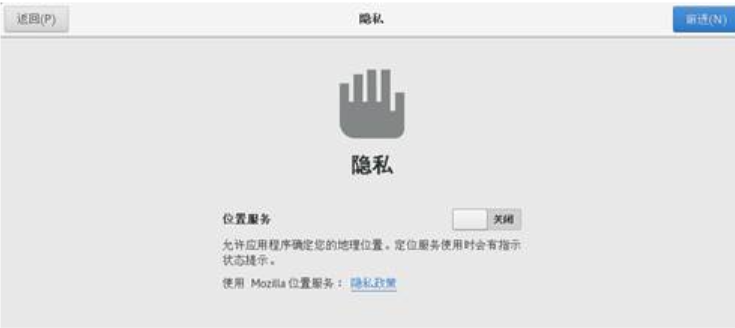 返回(P)
隐私
前进(N)
隐私
位置服务
关闭
允许应用程序确定您的地理位置。定位服务使用时会有指示
状态提示。
使用 Mozilla 位置服务： 隐私政策